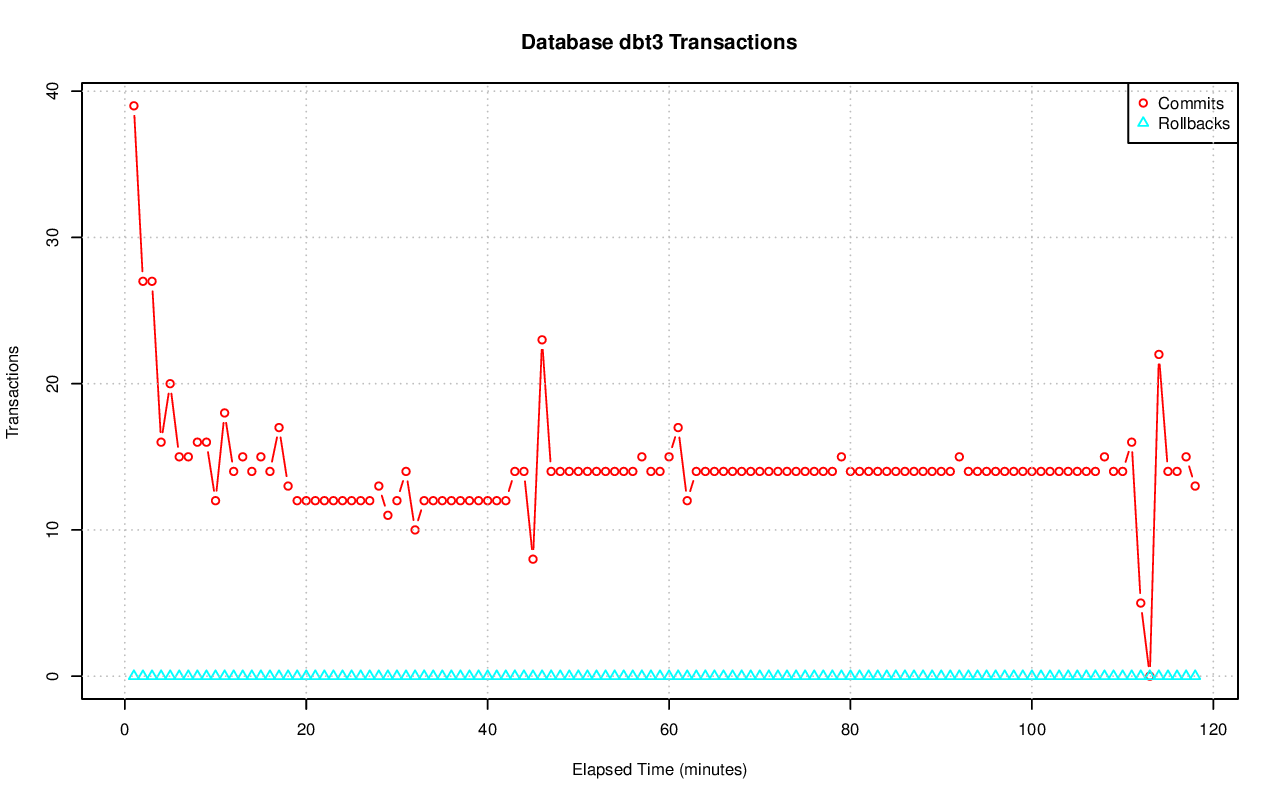 Database dbt3 Transactions
Commits
Rollbacks
Transactions
40
30
20
10
0
0 20 40 60 80 100 120
Elapsed Time (minutes)